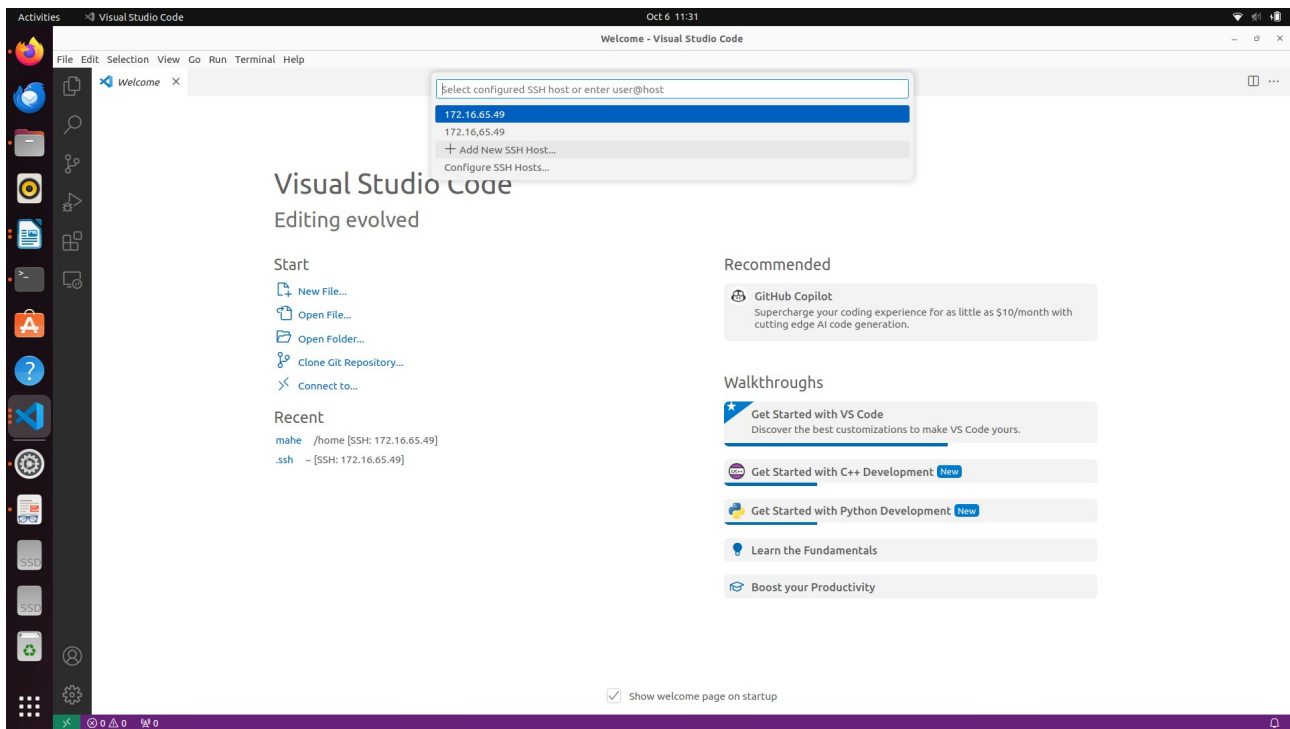 Activities Visual Studio Code Oct 6 11:31
Welcome - Visual Studio Code
File Edit Selection View Go Run Terminal Help
Welcome
Select configured SSH host or enter user@host
172.16.65.49
172.16,65.49
Add New SSH Host...
Configure SSH Hosts...
Visual Studio Code
Editing evolved
Start
New File...
Open File...
Open Folder...
Clone Git Repository...
Connect to...
Recent
mahe /home [SSH: 172.16.65.49]
.ssh ~ [SSH: 172.16.65.49]
Recommended
GitHub Copilot
Supercharge your coding experience for as little as $10/month with
cutting edge AI code generation.
Walkthroughs
Get Started with VS Code
Discover the best customizations to make VS Code yours.
Get Started with C++ Development New
Get Started with Python Development New
Learn the Fundamentals
Boost your Productivity
SSD
SSD
Show welcome page on startup
0 0 0